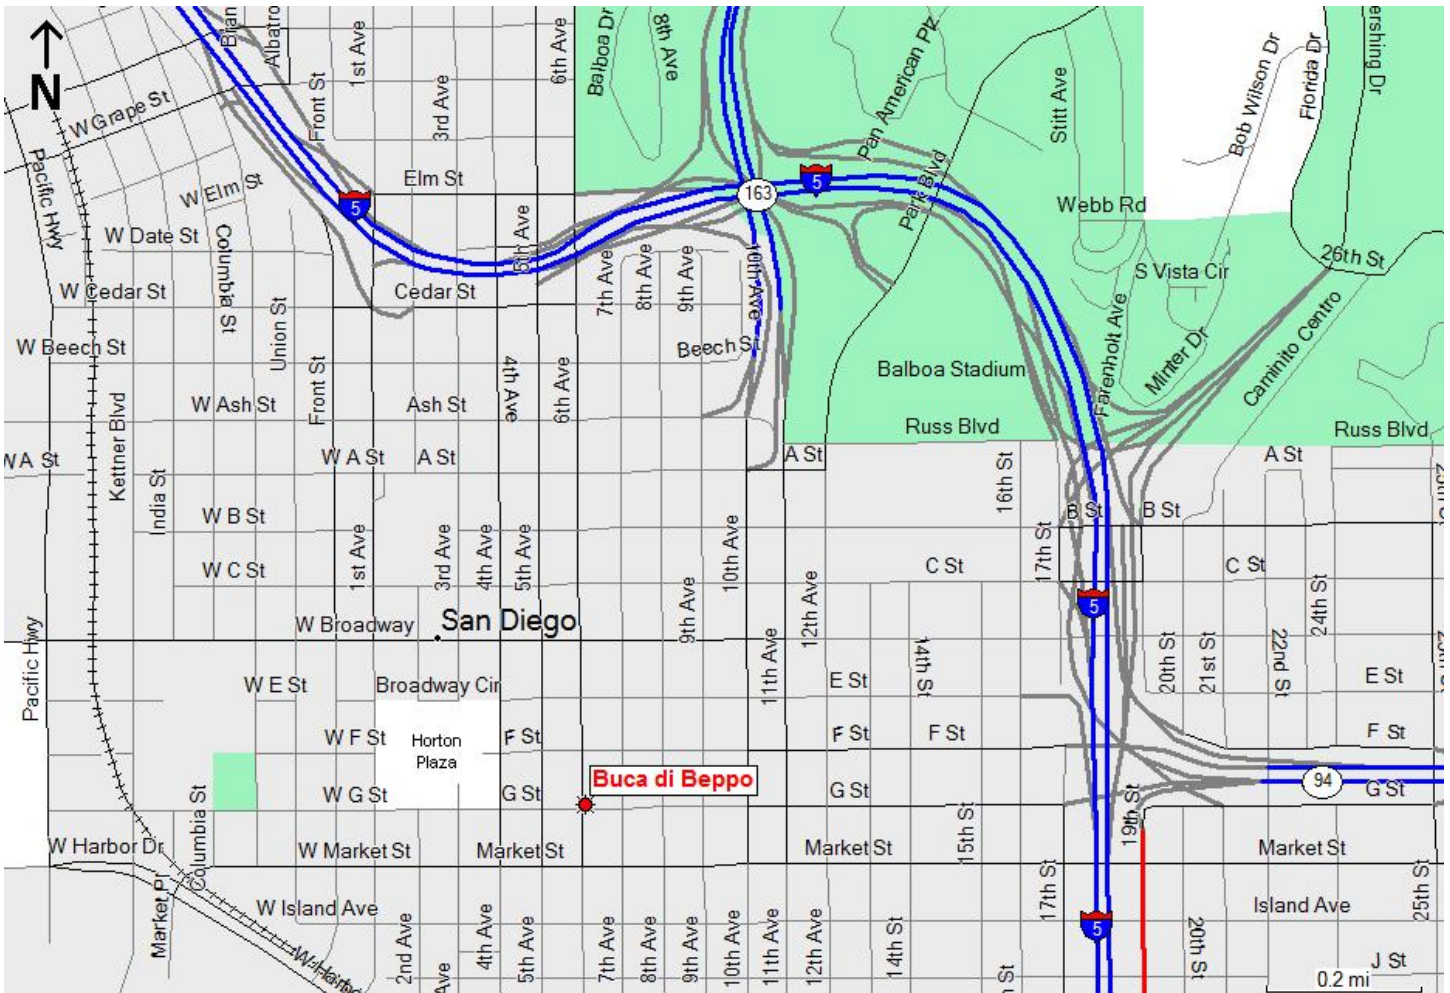 N
Brian
Albatro
1st Ave
Front St
3rd Ave
6th Ave
Balboa Dr
8th Ave
Pan American Plz
Stitt Ave
Bob Wilson Dr
Florida Dr
ershing Dr
W Grape St
Pacific Hwy
W Elm St
Elm St
5
163
5
Park Blvd
Webb Rd
W Date St
Columbia St
5th Ave
10th Ave
26th St
S Vista Cir
W Cedar St
Cedar St
7th Ave
8th Ave
9th Ave
Union St
Farenholt Ave
Minter Dr
Caminito Centro
W Beech St
Beech St
Front St
4th Ave
6th Ave
Balboa Stadium
Kettner Blvd
W Ash St
Ash St
Russ Blvd
Russ Blvd
W A St
W A St
A St
A St
A St
India St
16th St
W B St
B St
B St
1st Ave
3rd Ave
4th Ave
5th Ave
10th Ave
17th St
W C St
C St
C St
9th Ave
12th Ave
5
24th St
W Broadway
San Diego
Pacific Hwy
11th Ave
14th St
20th St
21st St
22nd St
W E St
Broadway Cir
E St
E St
W F St
Horton
Plaza
F St
F St
F St
F St
Buca di Beppo
94
W G St
G St
G St
G St
Columbia St
15th St
19th St
W Harbor Dr
W Market St
Market St
Market St
Market St
Market Pl
17th St
25th St
W Island Ave
Island Ave
2nd Ave
4th Ave
5th Ave
7th Ave
8th Ave
9th Ave
10th Ave
11th Ave
12th Ave
14th St
5
20th St
W Harbo
Ave
St
J St
0.2 mi